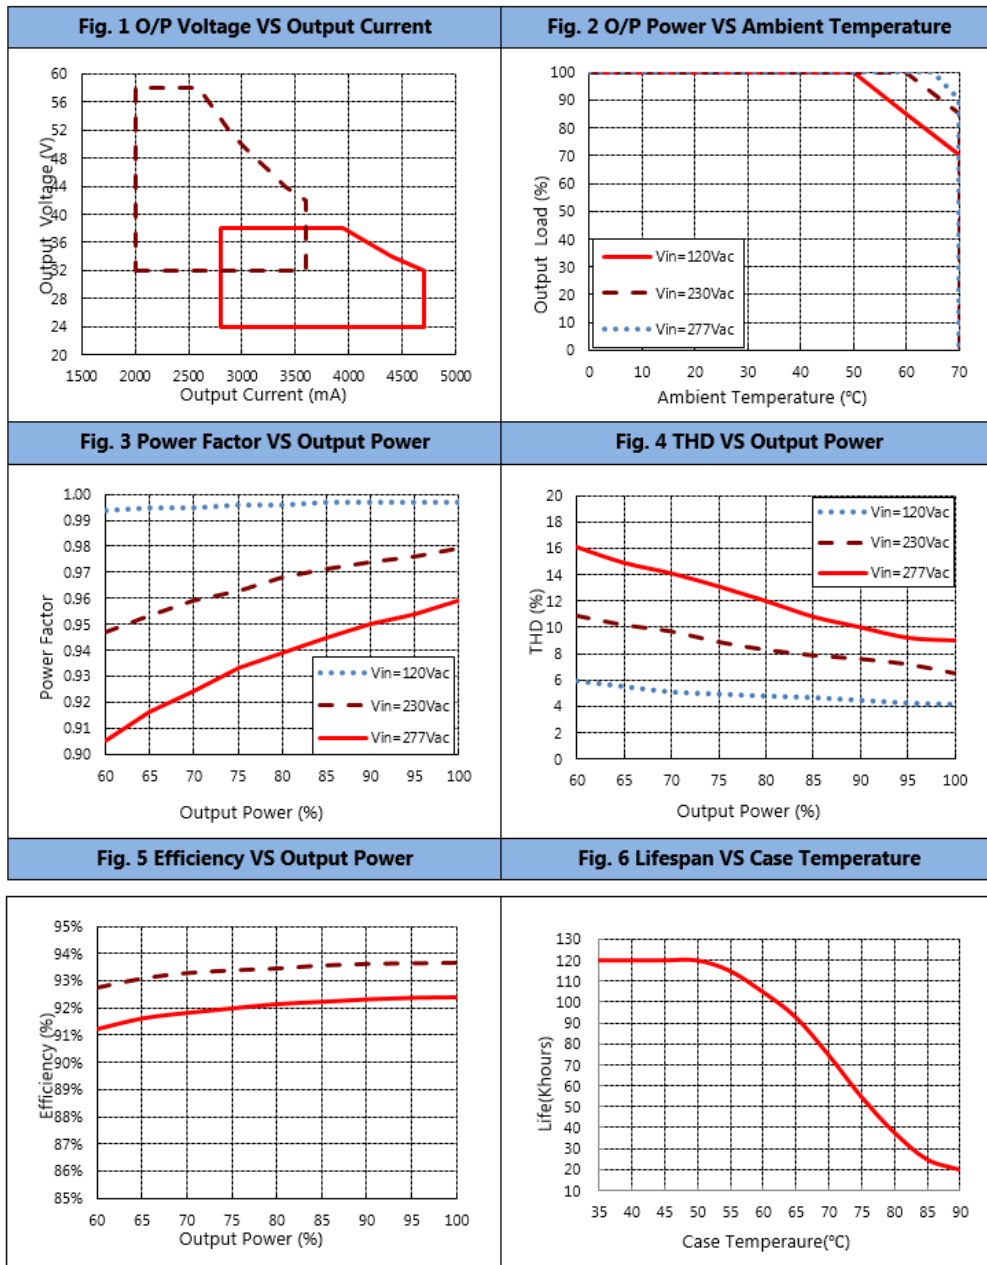 Fig. 1 O/P Voltage VS Output Current
Fig. 2 O/P Power VS Ambient Temperature
Output Voltage (V)
60
56
52
48
44
40
36
32
28
24
20
1500 2000 2500 3000 3500 4000 4500 5000
Output Current (mA)
Output Load (%)
100
90
80
70
60
50
40
30
20
10
0
Vin=120Vac
Vin=230Vac
Vin=277Vac
0 10 20 30 40 50 60 70
Ambient Temperature (℃)
Fig. 3 Power Factor VS Output Power
Fig. 4 THD VS Output Power
Power Factor
1.00
0.99
0.98
0.97
0.96
0.95
0.94
0.93
0.92
0.91
0.90
Vin=120Vac
Vin=230Vac
Vin=277Vac
60 65 70 75 80 85 90 95 100
Output Power (%)
THD (%)
20
18
16
14
12
10
8
6
4
2
0
Vin=120Vac
Vin=230Vac
Vin=277Vac
60 65 70 75 80 85 90 95 100
Output Power (%)
Fig. 5 Efficiency VS Output Power
Fig. 6 Lifespan VS Case Temperature
Efficiency (%)
95%
94%
93%
92%
91%
90%
89%
88%
87%
86%
85%
60 65 70 75 80 85 90 95 100
Output Power (%)
Life(Khours)
130
120
110
100
90
80
70
60
50
40
30
20
10
35 40 45 50 55 60 65 70 75 80 85 90
Case Temperaure(℃)